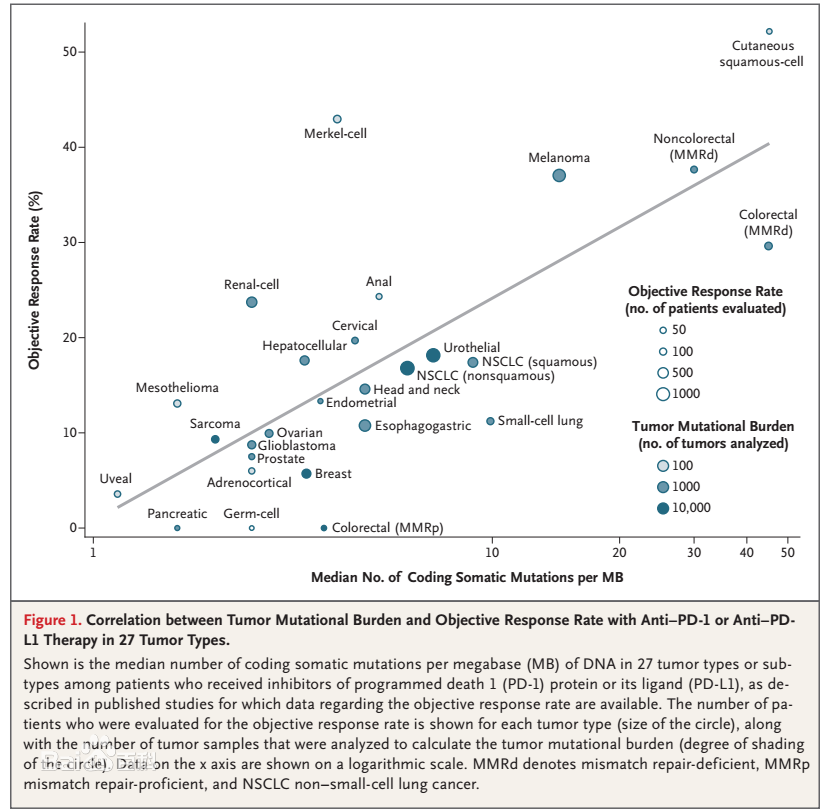 50
40
30
20
10
0
Objective Response Rate (%)
Cutaneous
squamous-cell
Merkel-cell
Noncolorectal
(MMRd)
Melanoma
Colorectal
(MMRd)
Renal-cell
Anal
Cervical
Hepatocellular
Urothelial
NSCLC (squamous)
NSCLC (nonsquamous)
Mesothelioma
Head and neck
Endometrial
Sarcoma
Ovarian
Esophagogastric
Small-cell lung
Glioblastoma
Prostate
Adrenocortical
Breast
Uveal
Pancreatic
Germ-cell
Colorectal (MMRp)
Objective Response Rate
(no. of patients evaluated)
50
100
500
1000
Tumor Mutational Burden
(no. of tumors analyzed)
100
1000
10,000
1
10
20
30
40
50
Median No. of Coding Somatic Mutations per MB
Figure 1. Correlation between Tumor Mutational Burden and Objective Response Rate with Anti–PD-1 or Anti–PD-
L1 Therapy in 27 Tumor Types.
Shown is the median number of coding somatic mutations per megabase (MB) of DNA in 27 tumor types or sub-
types among patients who received inhibitors of programmed death 1 (PD-1) protein or its ligand (PD-L1), as de-
scribed in published studies for which data regarding the objective response rate are available. The number of pa-
tients who were evaluated for the objective response rate is shown for each tumor type (size of the circle), along
with the number of tumor samples that were analyzed to calculate the tumor mutational burden (degree of shading
of the circle). Data on the x axis are shown on a logarithmic scale. MMRd denotes mismatch repair-deficient, MMRp
mismatch repair-proficient, and NSCLC non–small-cell lung cancer.